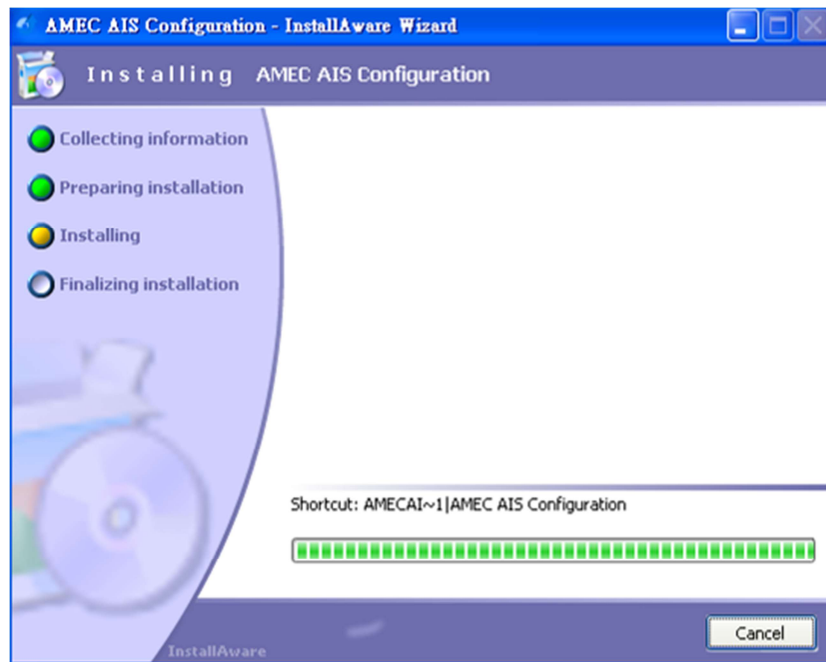 AMEC AIS Configuration - InstallAware Wizard
Installing AMEC AIS Configuration
Collecting information
Preparing installation
Installing
Finalizing installation
Shortcut: AMECAI~1|AMEC AIS Configuration
Cancel
InstallAware